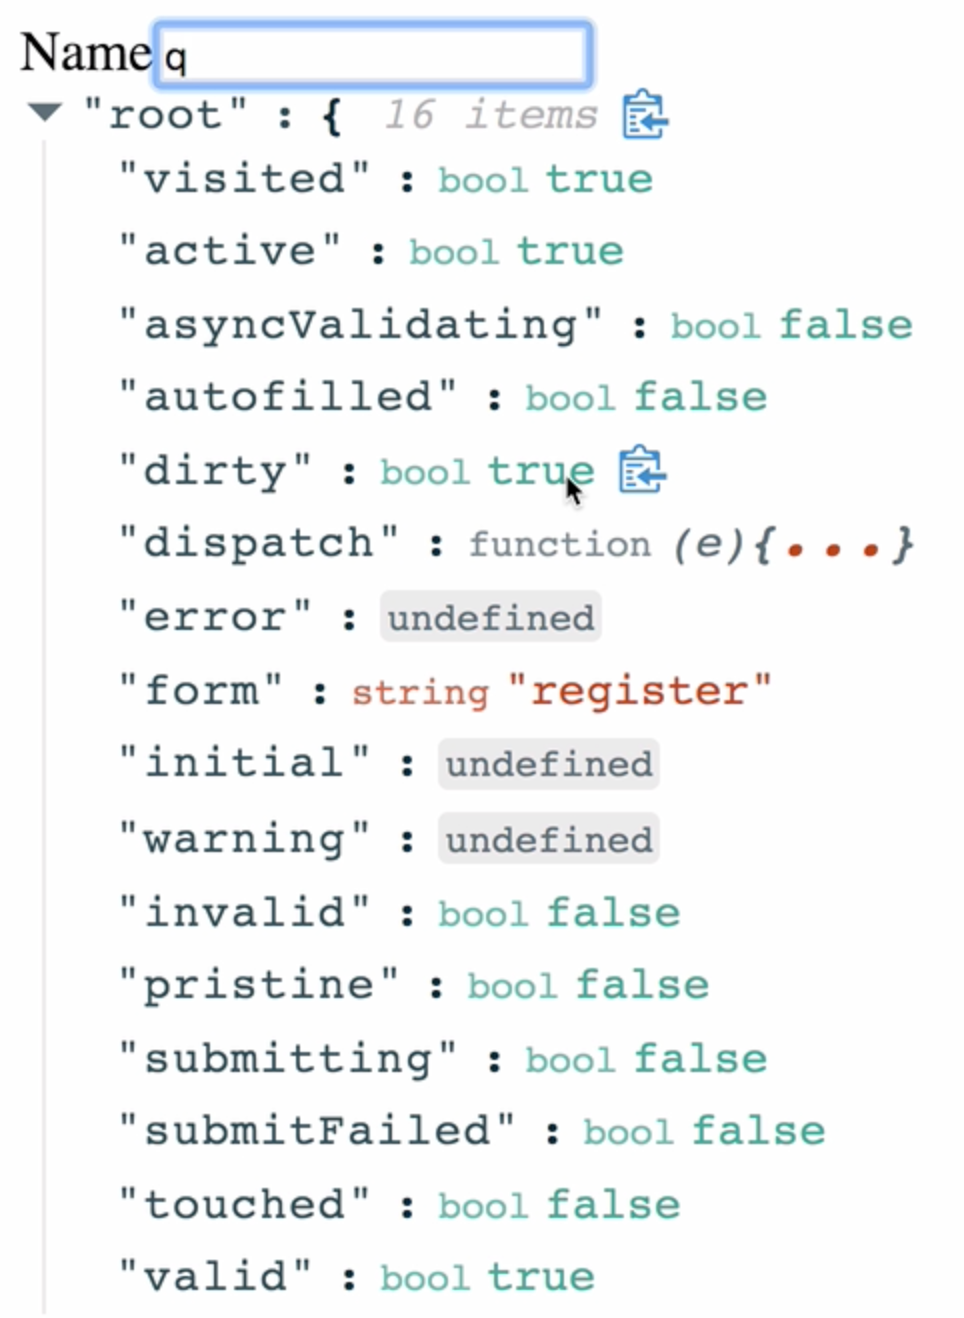 Name q
"root" : { 16 items
"visited" : bool true
"active" : bool true
"asyncValidating" : bool false
"autofilled" : bool false
"dirty" : bool true
"dispatch" : function (e){...}
"error" : undefined
"form" : string "register"
"initial" : undefined
"warning" : undefined
"invalid" : bool false
"pristine" : bool false
"submitting" : bool false
"submitFailed" : bool false
"touched" : bool false
"valid" : bool true